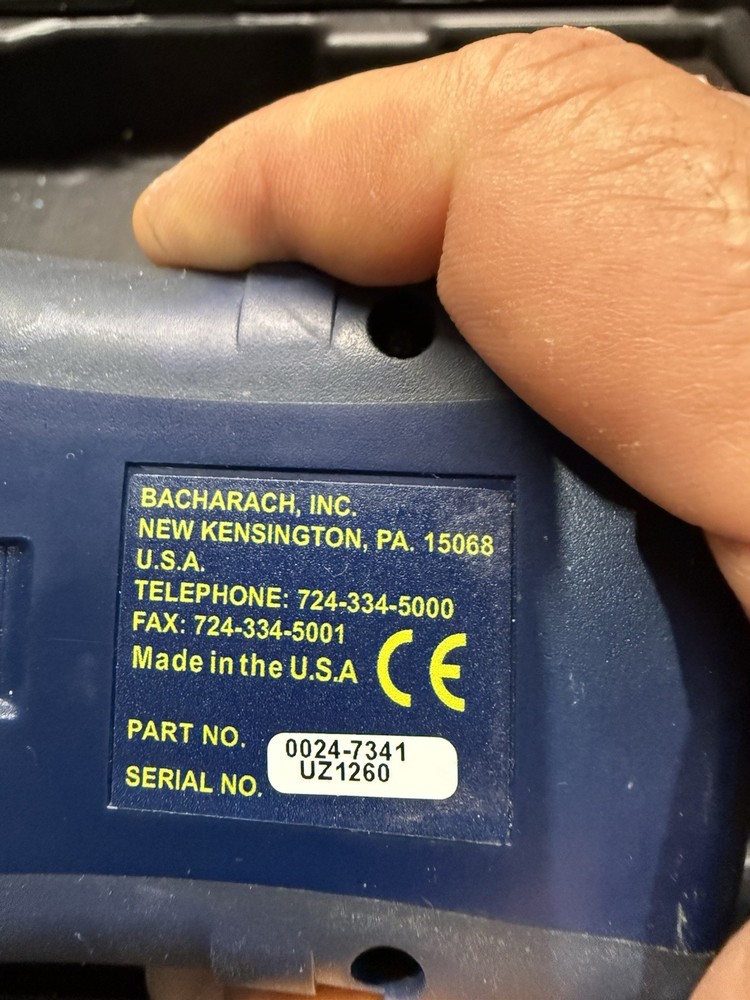 BACHARACH, INC.
NEW KENSINGTON, PA. 15068
U.S.A.
TELEPHONE: 724-334-5000
FAX: 724-334-5001
Made in the U.S.A CE
PART NO. 0024-7341
SERIAL NO. UZ1260